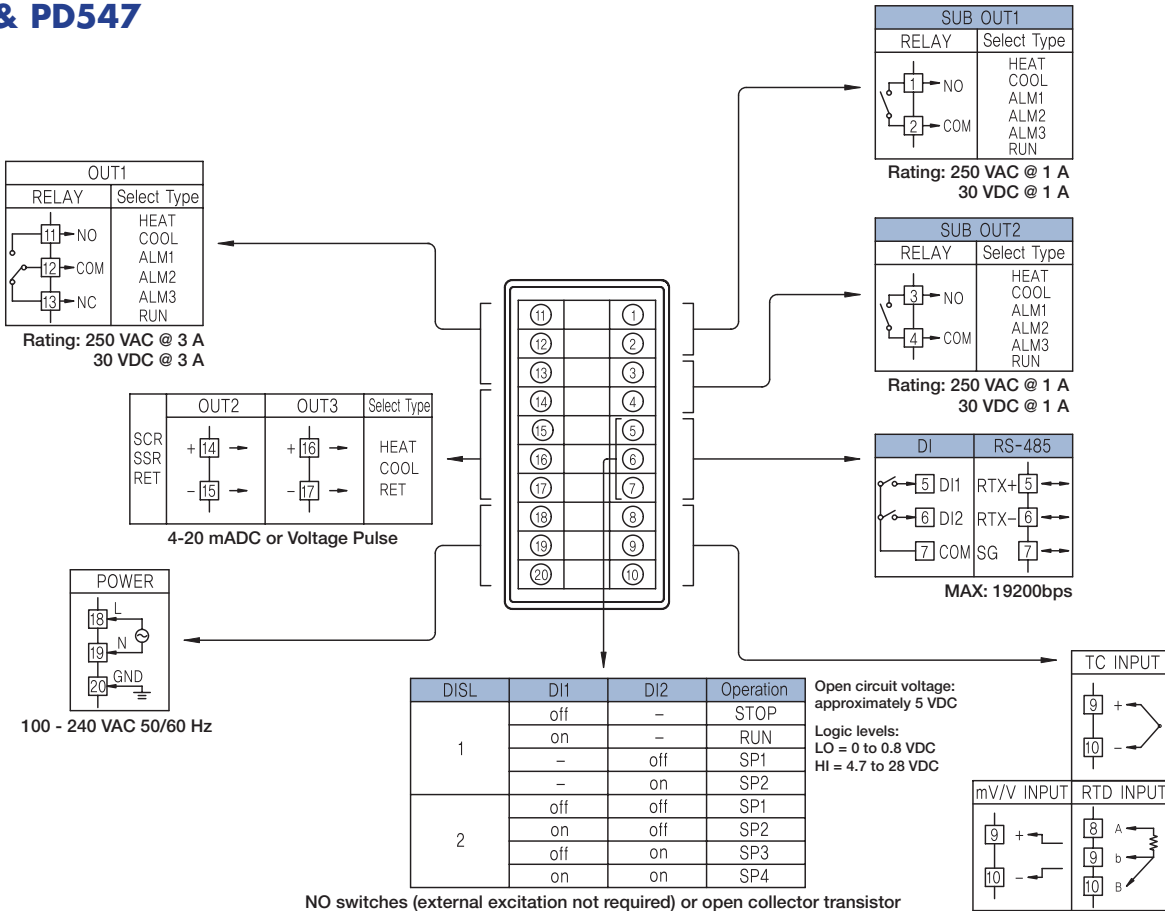 & PD547
SUB OUT1
RELAY Select Type
1 NO
2 COM
HEAT
COOL
ALM1
ALM2
ALM3
RUN
Rating: 250 VAC @ 1 A
30 VDC @ 1 A
OUT1
RELAY Select Type
11 NO
12 COM
13 NC
HEAT
COOL
ALM1
ALM2
ALM3
RUN
Rating: 250 VAC @ 3 A
30 VDC @ 3 A
SUB OUT2
RELAY Select Type
3 NO
4 COM
HEAT
COOL
ALM1
ALM2
ALM3
RUN
Rating: 250 VAC @ 1 A
30 VDC @ 1 A
11 1
12 2
13 3
14 4
15 5
16 6
17 7
18 8
19 9
20 10
OUT2 OUT3 Select Type
SCR
SSR
RET
+ 14 + 16
- 15 - 17
HEAT
COOL
RET
4-20 mADC or Voltage Pulse
DI RS-485
5 DI1 RTX+ 5
6 DI2 RTX- 6
7 COM SG 7
MAX: 19200bps
POWER
18 L
19 N
20 GND
100 - 240 VAC 50/60 Hz
DISL DI1 DI2 Operation
1 off – STOP
on – RUN
– off SP1
– on SP2
2 off off SP1
on off SP2
off on SP3
on on SP4
NO switches (external excitation not required) or open collector transistor
Open circuit voltage:
approximately 5 VDC
Logic levels:
LO = 0 to 0.8 VDC
HI = 4.7 to 28 VDC
TC INPUT
9 +
10 -
mV/V INPUT
9 +
10 -
RTD INPUT
8 A
9 b
10 B